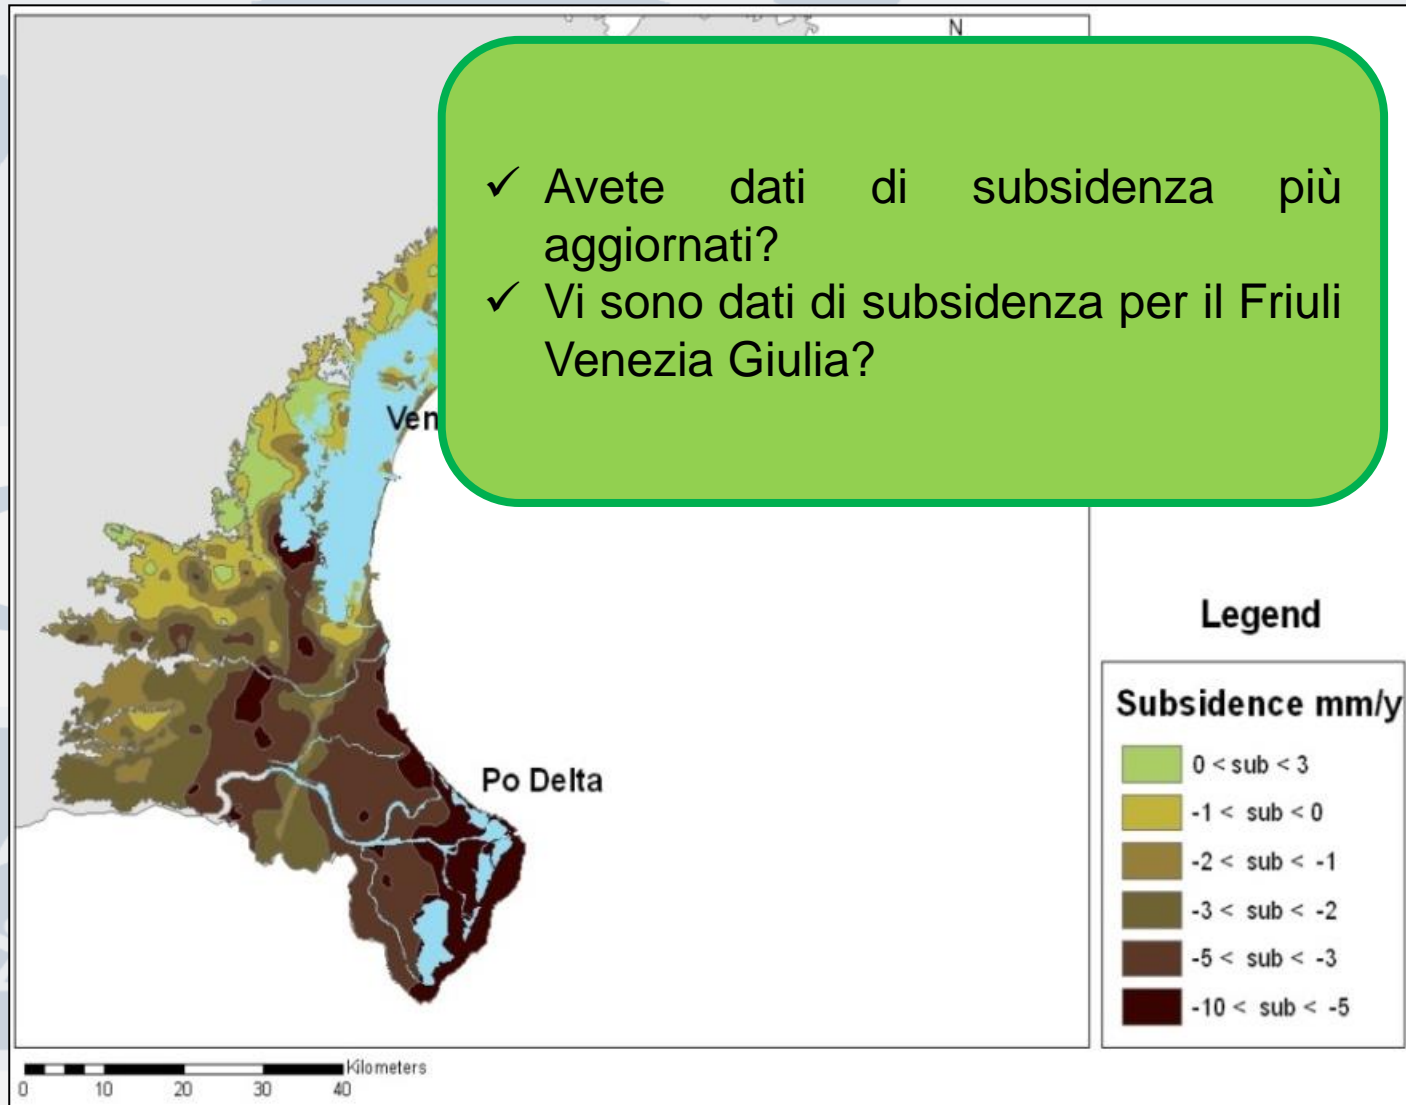 N
✓ Avete dati di subsidenza più
aggiornati?
✓ Vi sono dati di subsidenza per il Friuli
Venezia Giulia?
Ven
Po Delta
Legend
Subsidence mm/y
0 < sub < 3
-1 < sub < 0
-2 < sub < -1
-3 < sub < -2
-5 < sub < -3
-10 < sub < -5
Kilometers
0 10 20 30 40